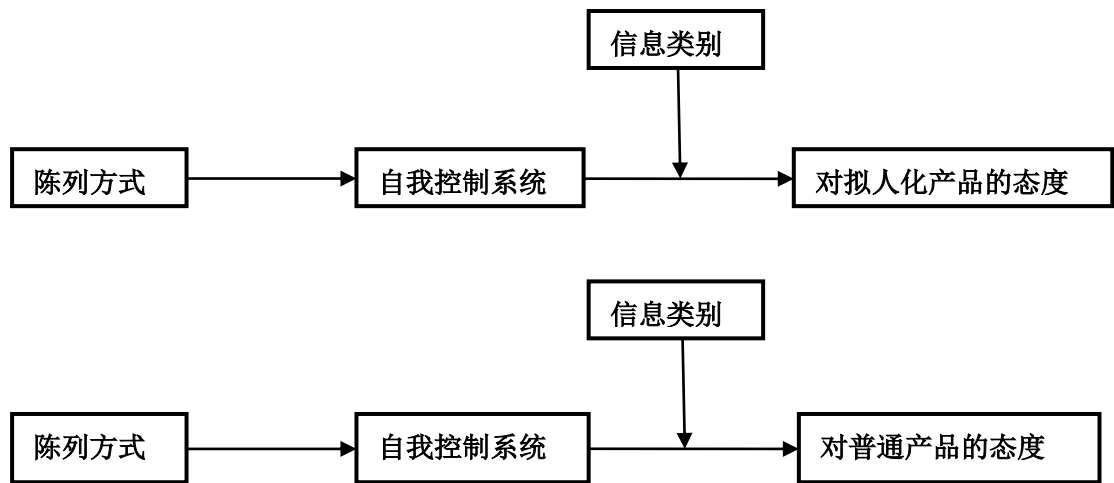 信息类别
陈列方式
自我控制系统
对拟人化产品的态度
信息类别
陈列方式
自我控制系统
对普通产品的态度